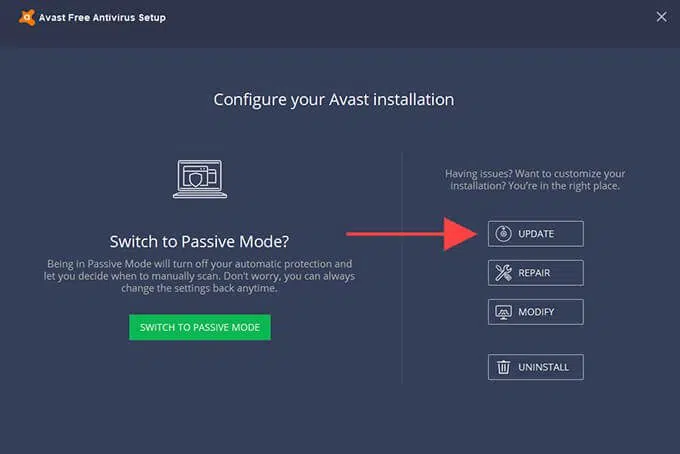 Avast Free Antivirus Setup
Configure your Avast installation
Switch to Passive Mode?
Being in Passive Mode will turn off your automatic protection and
let you decide when to manually scan. Don't worry, you can always
change the settings back anytime.
SWITCH TO PASSIVE MODE
Having issues? Want to customize your
installation? You're in the right place.
UPDATE
REPAIR
MODIFY
UNINSTALL